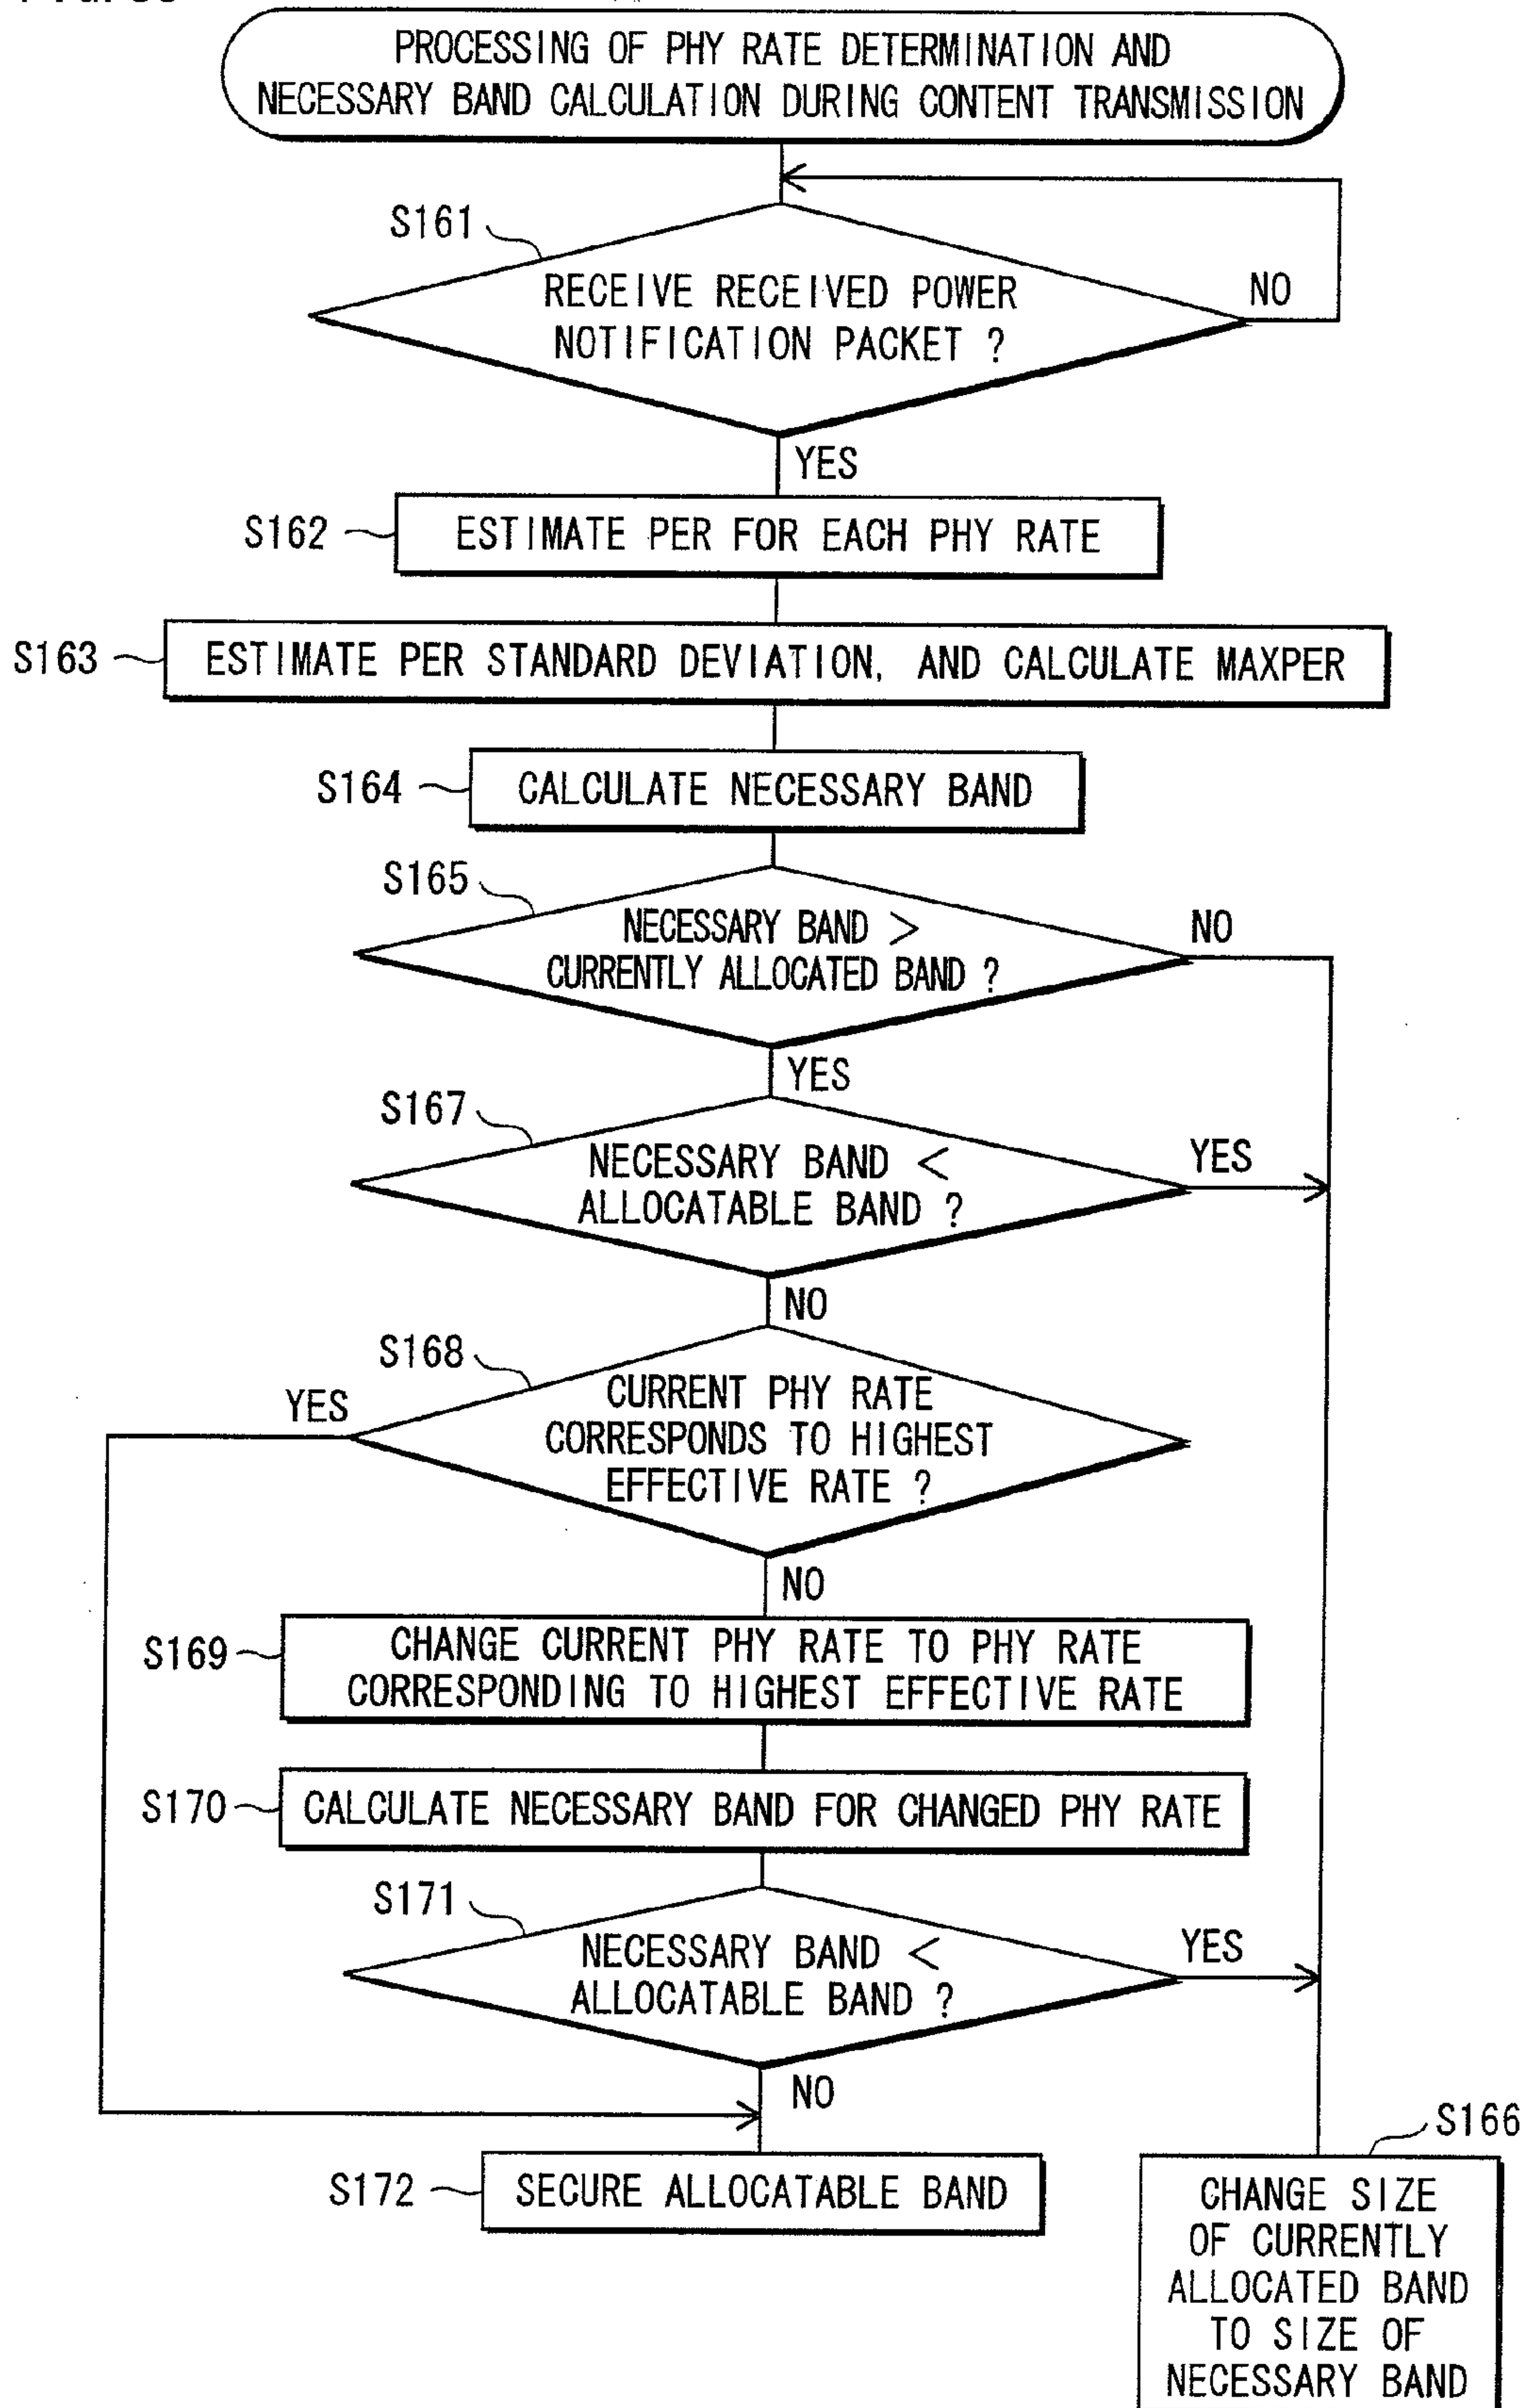 PROCESSING OF PHY RATE DETERMINATION AND
NECESSARY BAND CALCULATION DURING CONTENT TRANSMISSION
S161
RECEIVE RECEIVED POWER
NOTIFICATION PACKET ?
NO
YES
S162
ESTIMATE PER FOR EACH PHY RATE
S163
ESTIMATE PER STANDARD DEVIATION, AND CALCULATE MAXPER
S164
CALCULATE NECESSARY BAND
S165
NECESSARY BAND >
CURRENTLY ALLOCATED BAND ?
NO
YES
S167
NECESSARY BAND <
ALLOCATABLE BAND ?
YES
NO
S168
YES
CURRENT PHY RATE
CORRESPONDS TO HIGHEST
EFFECTIVE RATE ?
NO
S169
CHANGE CURRENT PHY RATE TO PHY RATE
CORRESPONDING TO HIGHEST EFFECTIVE RATE
S170
CALCULATE NECESSARY BAND FOR CHANGED PHY RATE
S171
NECESSARY BAND <
ALLOCATABLE BAND ?
YES
NO
S172
SECURE ALLOCATABLE BAND
S166
CHANGE SIZE
OF CURRENTLY
ALLOCATED BAND
TO SIZE OF
NECESSARY BAND